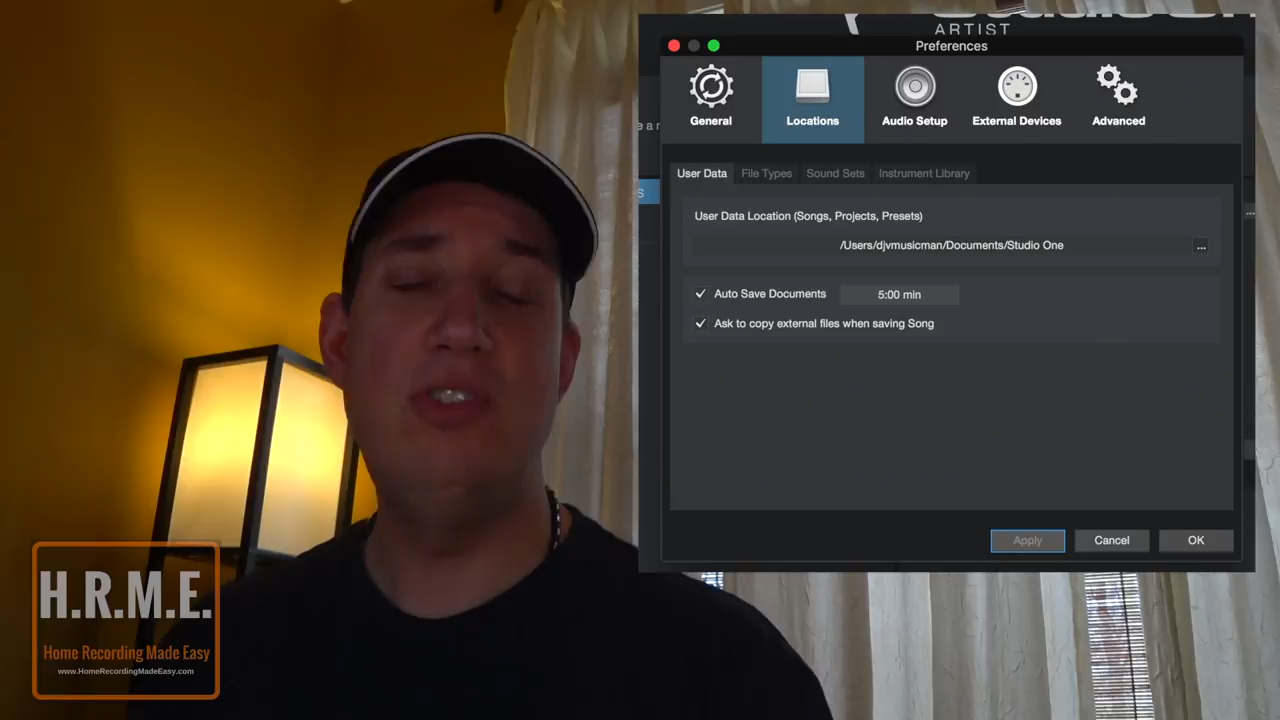 ARTIST
Preferences
General
Locations
Audio Setup
External Devices
Advanced
User Data
File Types
Sound Sets
Instrument Library
User Data Location (Songs, Projects, Presets)
/Users/djvmusicman/Documents/Studio One
...
Auto Save Documents
5:00 min
Ask to copy external files when saving Song
Apply
Cancel
OK
H.R.M.E.
Home Recording Made Easy
www.HomeRecordingMadeEasy.com